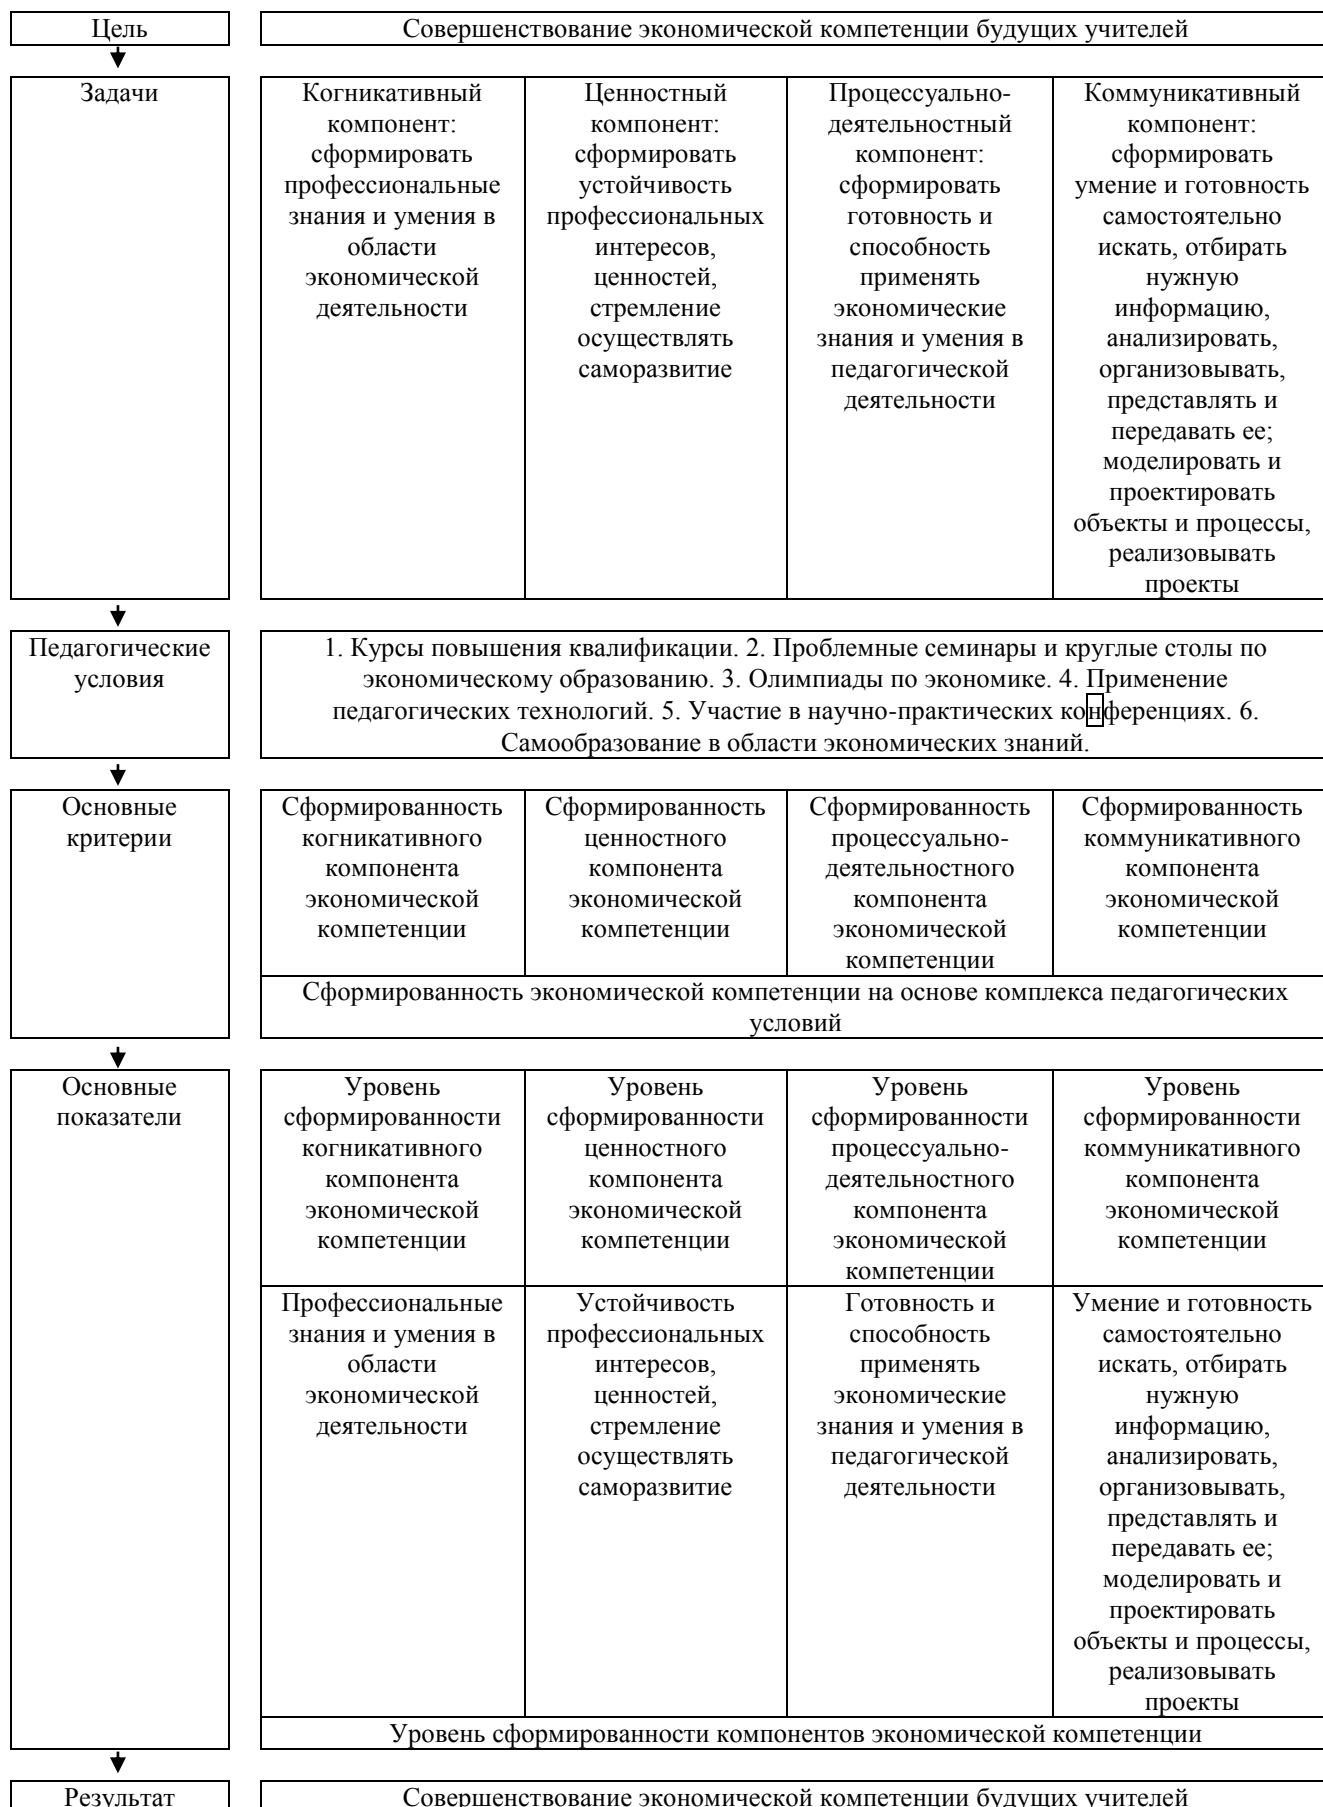 Цель
Совершенствование экономической компетенции будущих учителей
Задачи
Когникативный
компонент:
сформировать
профессиональные
знания и умения в
области
экономической
деятельности
Ценностный
компонент:
сформировать
устойчивость
профессиональных
интересов,
ценностей,
стремление
осуществлять
саморазвитие
Процессуально-
деятельностный
компонент:
сформировать
готовность и
способность
применять
экономические
знания и умения в
педагогической
деятельности
Коммуникативный
компонент:
сформировать
умение и готовность
самостоятельно
искать, отбирать
нужную
информацию,
анализировать,
организовывать,
представлять и
передавать ее;
моделировать и
проектировать
объекты и процессы,
реализовывать
проекты
Педагогические
условия
1. Курсы повышения квалификации. 2. Проблемные семинары и круглые столы по
экономическому образованию. 3. Олимпиады по экономике. 4. Применение
педагогических технологий. 5. Участие в научно-практических конференциях. 6.
Самообразование в области экономических знаний.
Основные
критерии
Сформированность
когникативного
компонента
экономической
компетенции
Сформированность
ценностного
компонента
экономической
компетенции
Сформированность
процессуально-
деятельностного
компонента
экономической
компетенции
Сформированность
коммуникативного
компонента
экономической
компетенции
Сформированность экономической компетенции на основе комплекса педагогических
условий
Основные
показатели
Уровень
сформированности
когникативного
компонента
экономической
компетенции
Уровень
сформированности
ценностного
компонента
экономической
компетенции
Уровень
сформированности
процессуально-
деятельностного
компонента
экономической
компетенции
Уровень
сформированности
коммуникативного
компонента
экономической
компетенции
Профессиональные
знания и умения в
области
экономической
деятельности
Устойчивость
профессиональных
интересов,
ценностей,
стремление
осуществлять
саморазвитие
Готовность и
способность
применять
экономические
знания и умения в
педагогической
деятельности
Умение и готовность
самостоятельно
искать, отбирать
нужную
информацию,
анализировать,
организовывать,
представлять и
передавать ее;
моделировать и
проектировать
объекты и процессы,
реализовывать
проекты
Уровень сформированности компонентов экономической компетенции
Результат
Совершенствование экономической компетенции будущих учителей